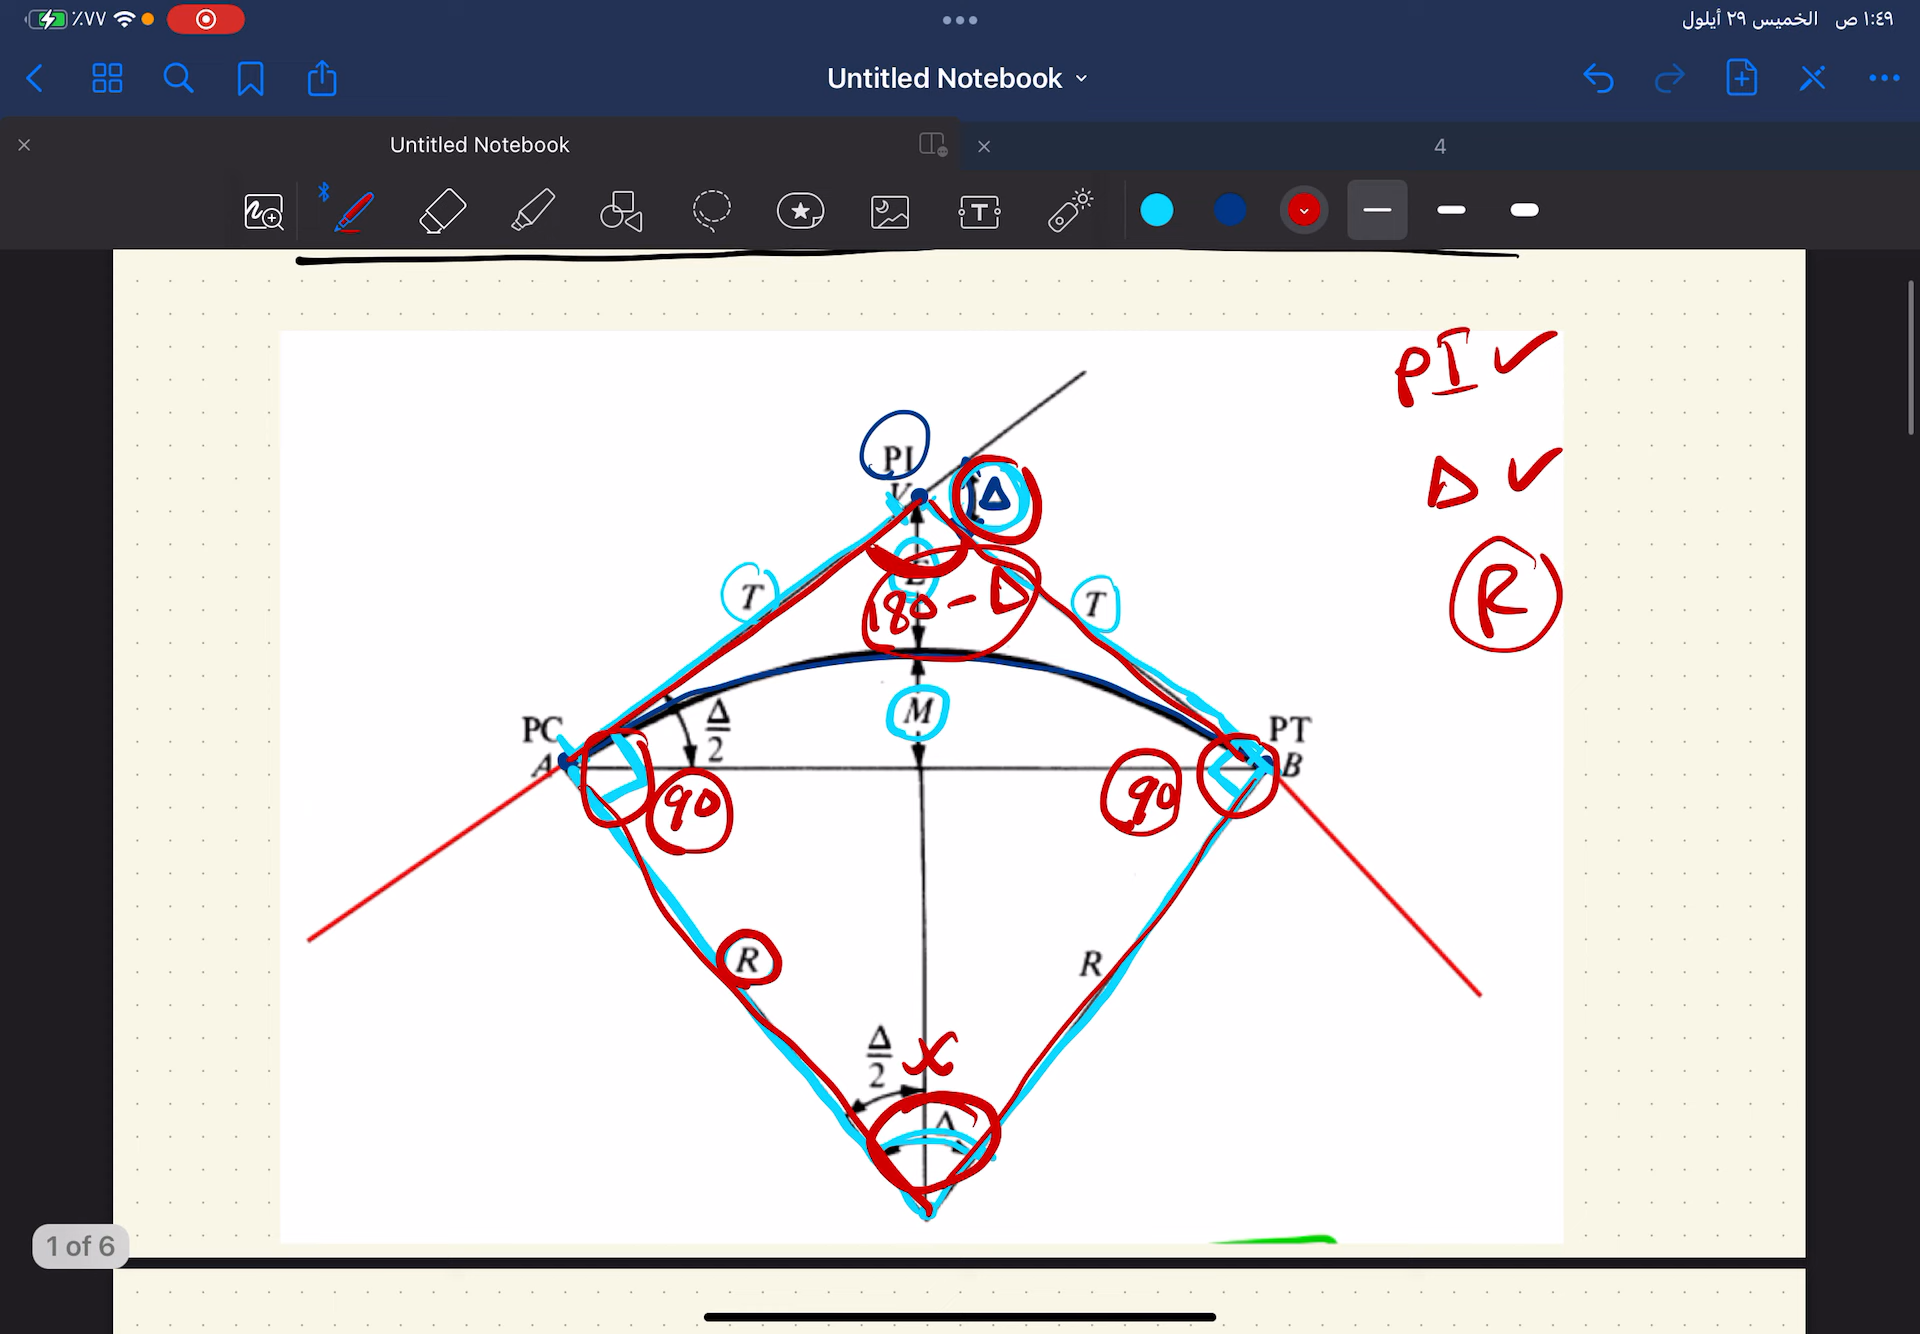 ٪٧٧
١:٤٩ ص الخميس ٢٩ أيلول
Untitled Notebook
Untitled Notebook
4
PI ✓
PI
V
Δ
Δ ✓
E
T
180 - Δ
T
R
PC
Δ/2
M
PT
A
B
90
90
R
R
Δ/2
X
Δ
1 of 6